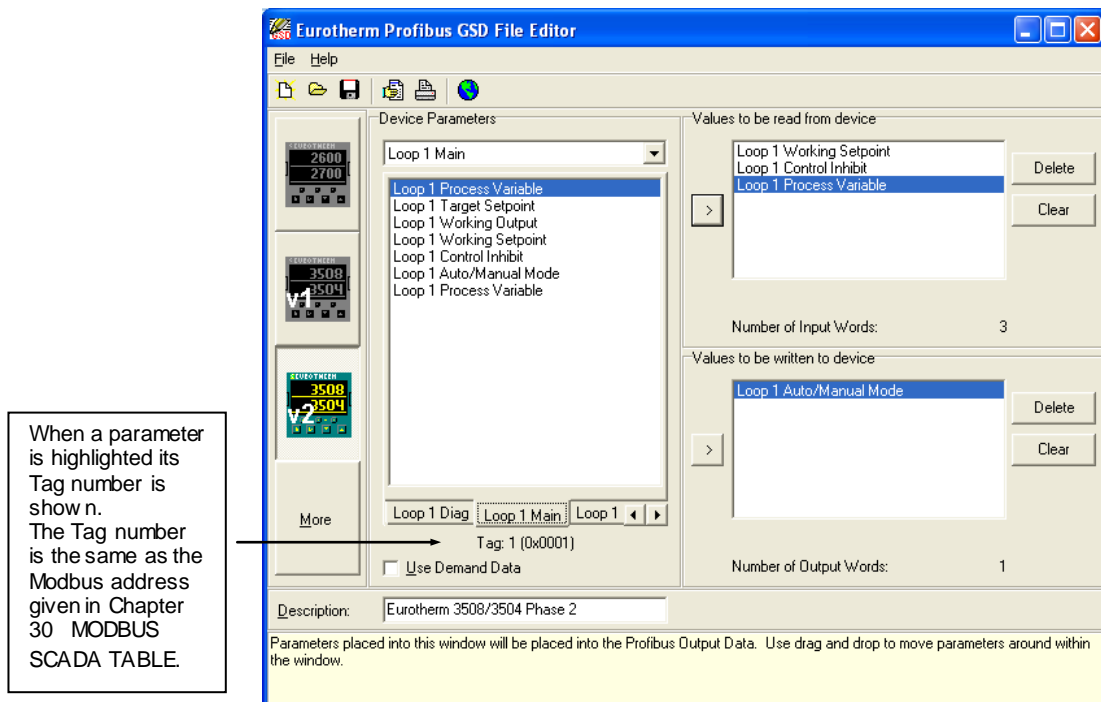 Eurotherm Profibus GSD File Editor
File Help
Device Parameters
Loop 1 Main
Loop 1 Process Variable
Loop 1 Target Setpoint
Loop 1 Working Output
Loop 1 Working Setpoint
Loop 1 Control Inhibit
Loop 1 Auto/Manual Mode
Loop 1 Process Variable
Loop 1 Diag Loop 1 Main Loop 1
Tag: 1 (0x0001)
Use Demand Data
EUROTHERM
2600
2700
EUROTHERM
3508
3504
v1
EUROTHERM
3508
3504
v2
More
Values to be read from device
Loop 1 Working Setpoint
Loop 1 Control Inhibit
Loop 1 Process Variable
>
Delete
Clear
Number of Input Words: 3
Values to be written to device
Loop 1 Auto/Manual Mode
>
Delete
Clear
Number of Output Words: 1
Description: Eurotherm 3508/3504 Phase 2
Parameters placed into this window will be placed into the Profibus Output Data. Use drag and drop to move parameters around within
the window.
When a parameter
is highlighted its
Tag number is
show n.
The Tag number
is the same as the
Modbus address
given in Chapter
30 MODBUS
SCADA TABLE.